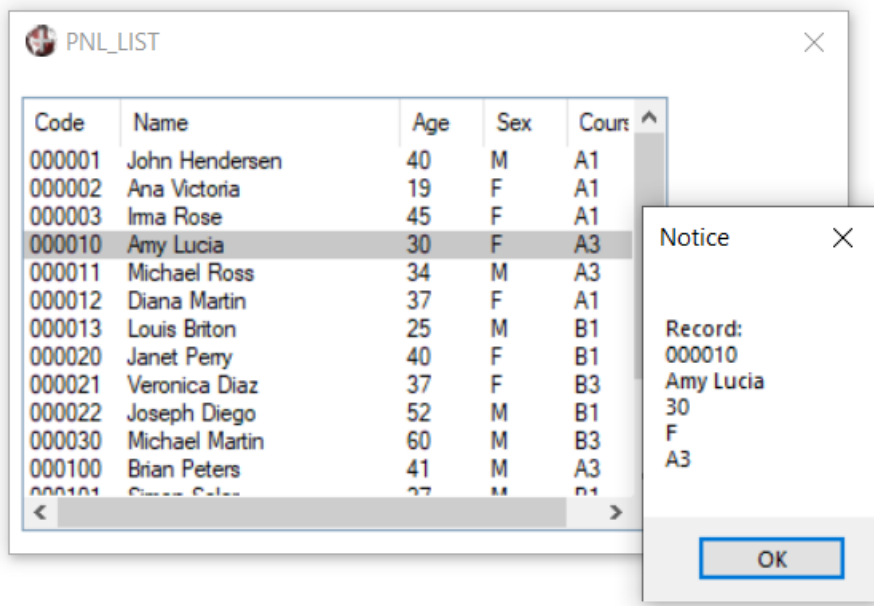 PNL_LIST
Code Name Age Sex Cour
000001 John Hendersen 40 M A1
000002 Ana Victoria 19 F A1
000003 Irma Rose 45 F A1
000010 Amy Lucia 30 F A3
000011 Michael Ross 34 M A3
000012 Diana Martin 37 F A1
000013 Louis Briton 25 M B1
000020 Janet Perry 40 F B1
000021 Veronica Diaz 37 F B3
000022 Joseph Diego 52 M B1
000030 Michael Martin 60 M B3
000100 Brian Peters 41 M A3
Notice
Record:
000010
Amy Lucia
30
F
A3
OK